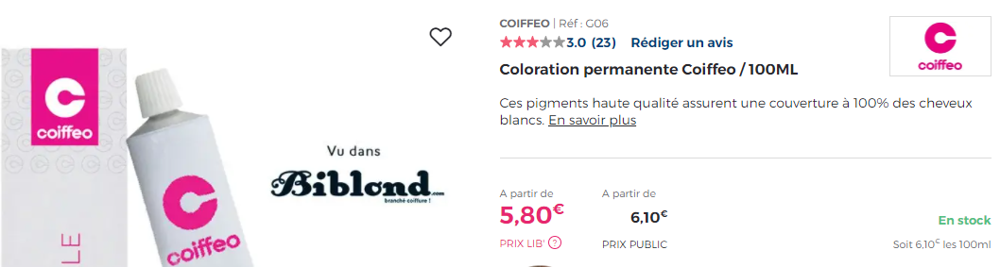 coiffeo
LE
coiffeo
Vu dans
Biblond.com
branché coiffure !
COIFFEO | Réf : G06
3.0 (23) Rédiger un avis
Coloration permanente Coiffeo / 100ML
Ces pigments haute qualité assurent une couverture à 100% des cheveux
blancs. En savoir plus
coiffeo
A partir de
5,80€
PRIX LIB' ?
A partir de
6,10€
PRIX PUBLIC
En stock
Soit 6,10€ les 100ml